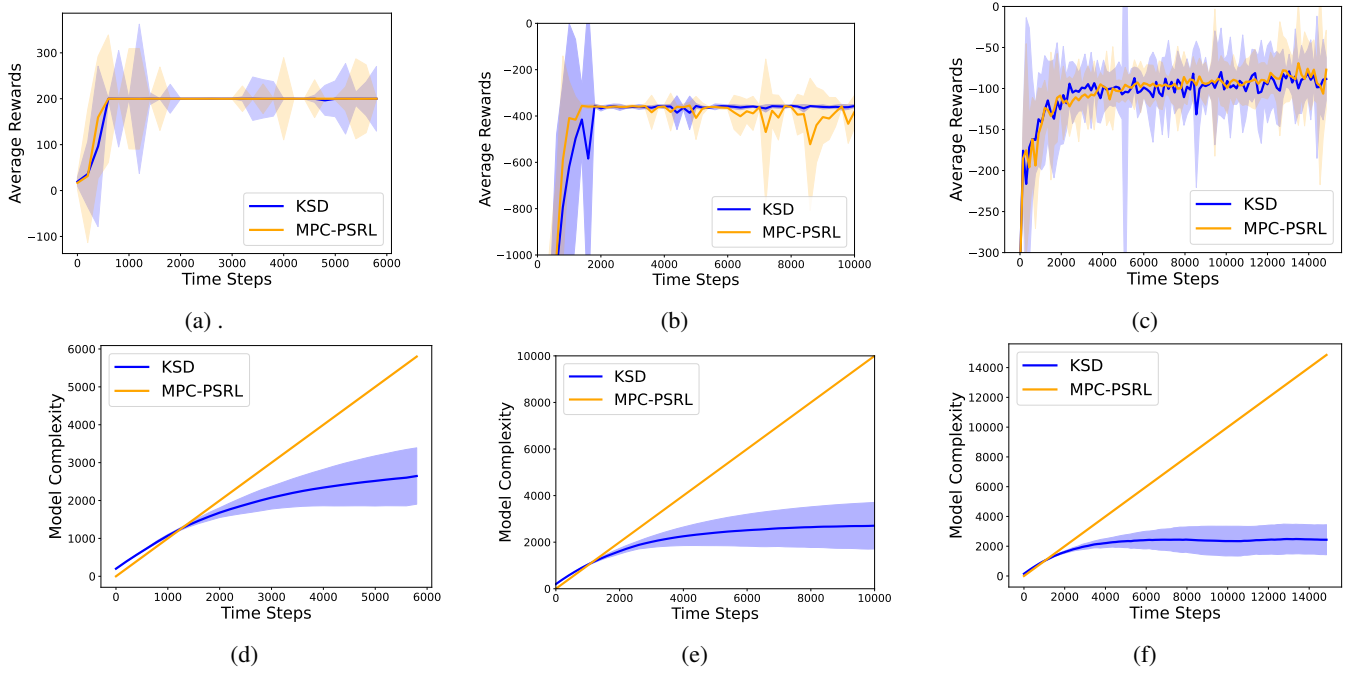 300
200
100
0
−100
Average Rewards
0 1000 2000 3000 4000 5000 6000
Time Steps
KSD
MPC-PSRL
(a) .
0
−200
−400
−600
−800
−1000
Average Rewards
0 2000 4000 6000 8000 10000
Time Steps
KSD
MPC-PSRL
(b)
0
−50
−100
−150
−200
−250
−300
Average Rewards
0 2000 4000 6000 8000 10000 12000 14000
Time Steps
KSD
MPC-PSRL
(c)
6000
5000
4000
3000
2000
1000
0
Model Complexity
0 1000 2000 3000 4000 5000 6000
Time Steps
KSD
MPC-PSRL
(d)
10000
8000
6000
4000
2000
0
Model Complexity
0 2000 4000 6000 8000 10000
Time Steps
KSD
MPC-PSRL
(e)
14000
12000
10000
8000
6000
4000
2000
0
Model Complexity
0 2000 4000 6000 8000 10000 12000 14000
Time Steps
KSD
MPC-PSRL
(f)